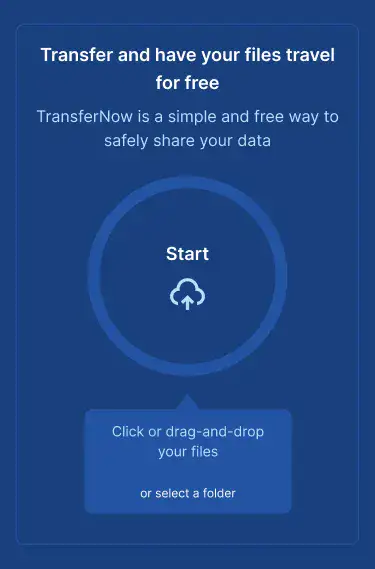 Transfer and have your files travel
for free
TransferNow is a simple and free way to
safely share your data
Start
Click or drag-and-drop
your files
or select a folder